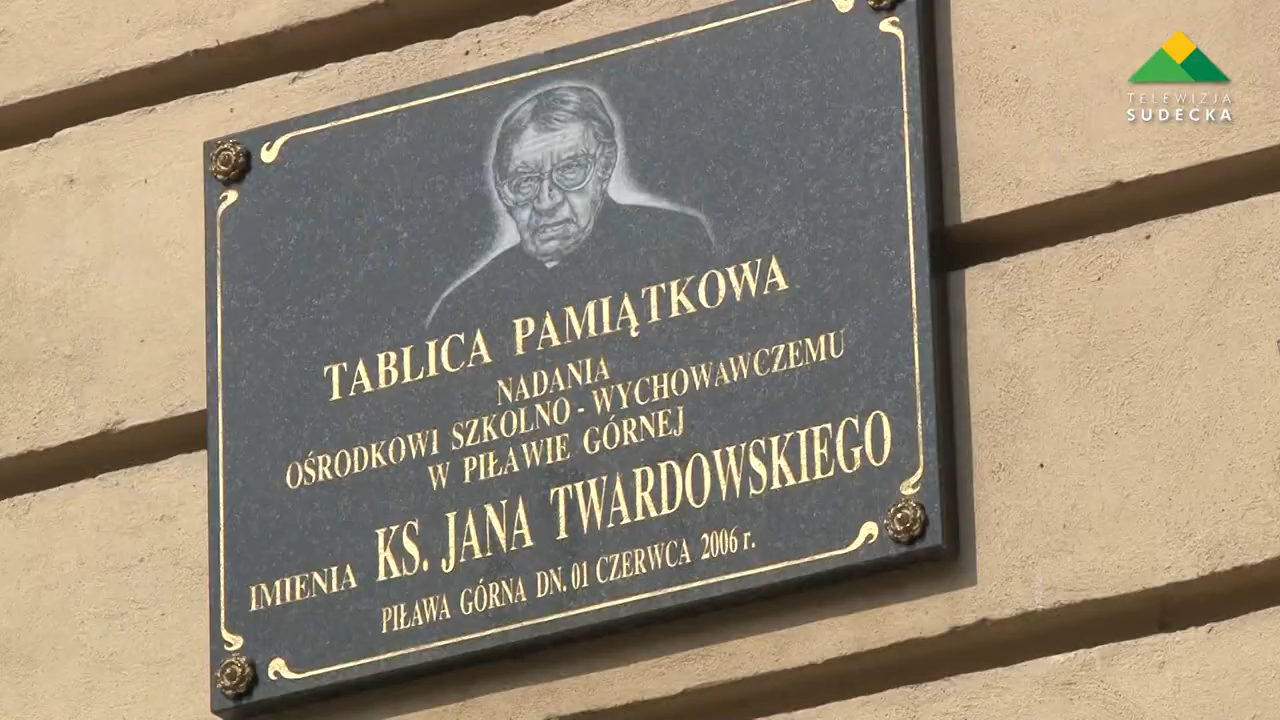 TELEWIZJA
SUDECKA
TABLICA PAMIĄTKOWA
NADANIA
OŚRODKOWI SZKOLNO - WYCHOWAWCZEMU
W PIŁAWIE GÓRNEJ
IMIENIA KS. JANA TWARDOWSKIEGO
PIŁAWA GÓRNA DN. 01 CZERWCA 2006 r.